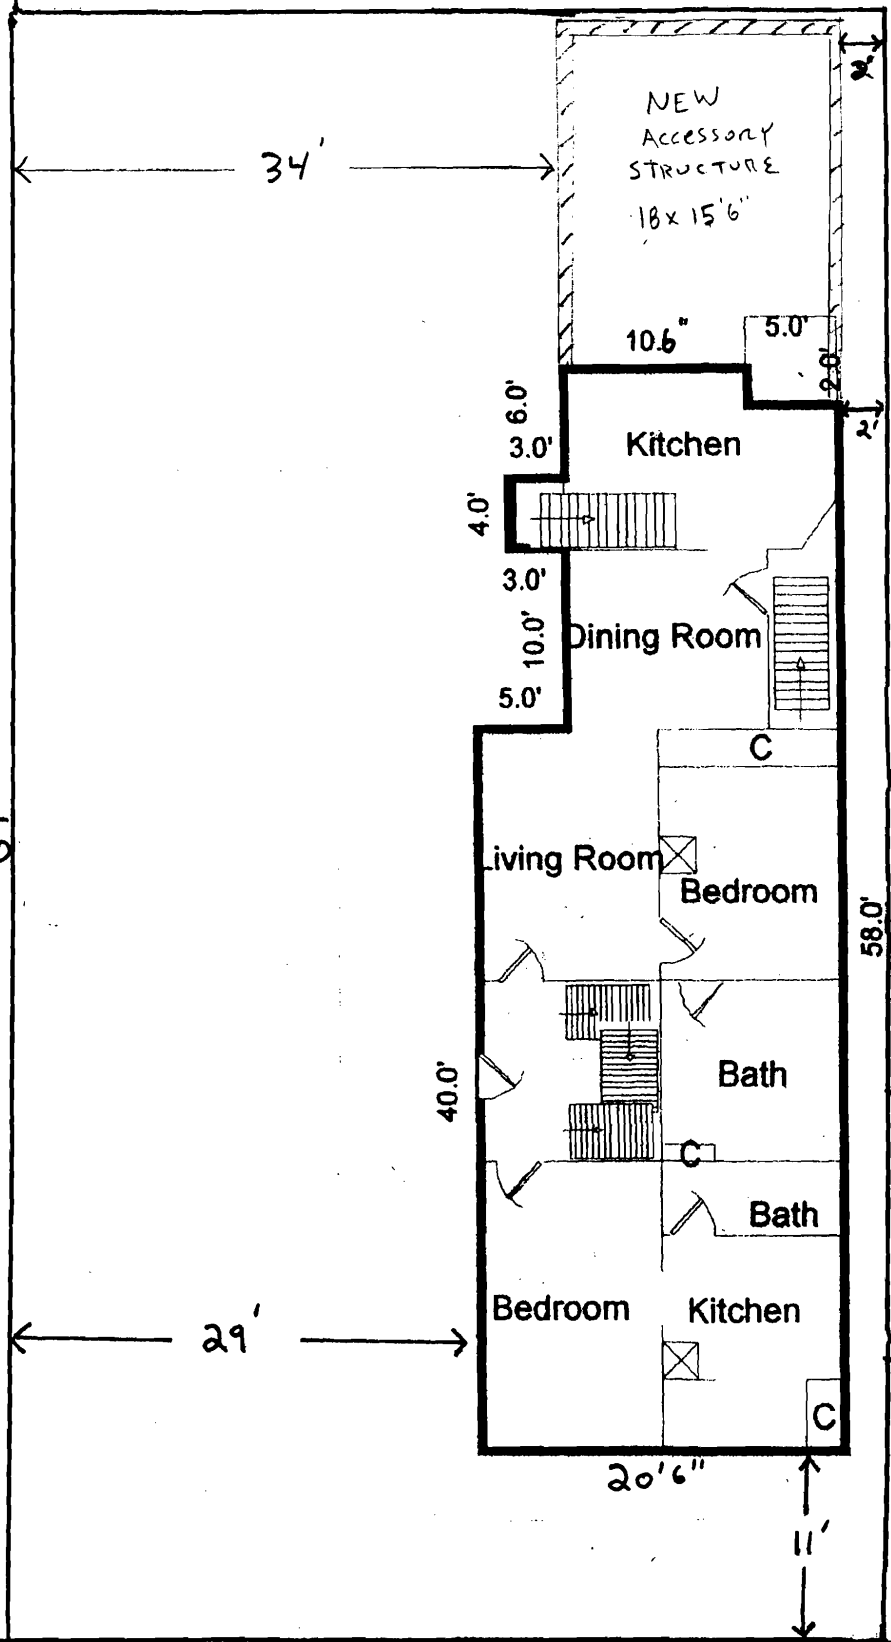 2'
NEW
Accessory
STRUCTURE
18 x 15'6"
34'
10.6"
5.0'
2.0'
2'
6.0'
3.0'
Kitchen
4.0'
3.0'
10.0'
Dining Room
5.0'
C
Living Room
Bedroom
58.0'
40.0'
Bath
C
Bath
29'
Bedroom
Kitchen
C
20'6"
11'